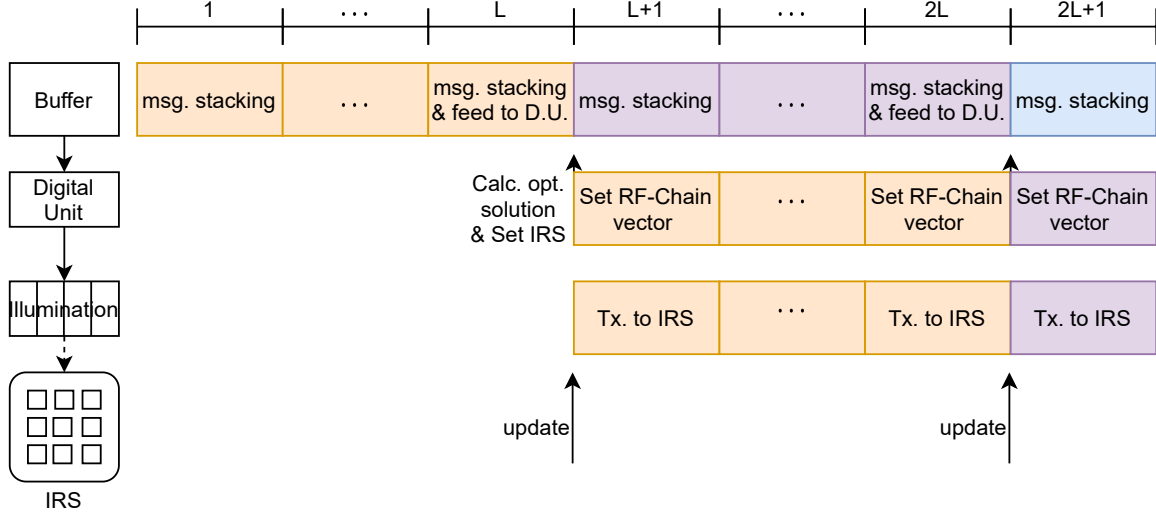 1
...
L
L+1
...
2L
2L+1
Buffer
msg. stacking
...
msg. stacking
& feed to D.U.
msg. stacking
...
msg. stacking
& feed to D.U.
msg. stacking
Digital
Unit
Calc. opt.
solution
& Set IRS
Set RF-Chain
vector
...
Set RF-Chain
vector
Set RF-Chain
vector
Illumination
Tx. to IRS
...
Tx. to IRS
Tx. to IRS
update
update
IRS